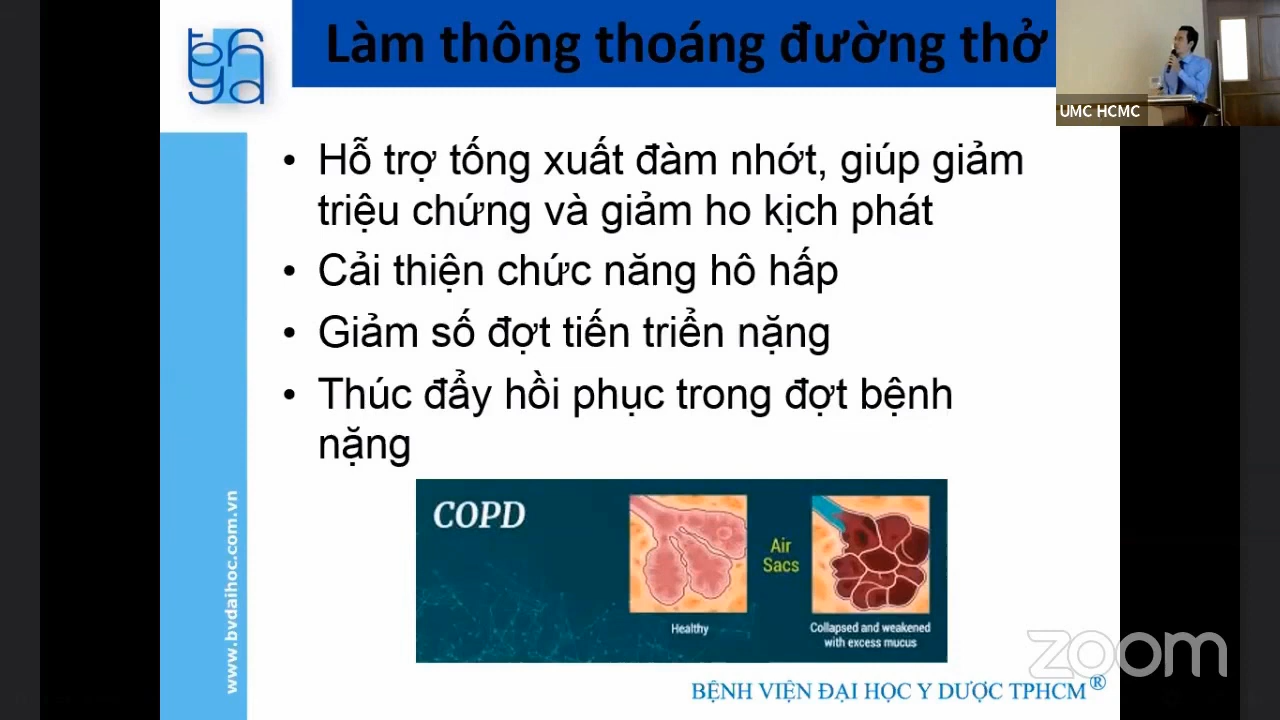 Làm thông thoáng đường thở
UMC HCMC
• Hỗ trợ tống xuất đàm nhớt, giúp giảm
triệu chứng và giảm ho kịch phát
• Cải thiện chức năng hô hấp
• Giảm số đợt tiến triển nặng
• Thúc đẩy hồi phục trong đợt bệnh
nặng
COPD
Air
Sacs
Healthy
Collapsed and weakened
with excess mucus
www.bvdaihoc.com.vn
BỆNH VIỆN ĐẠI HỌC Y DƯỢC TPHCM®
zoom